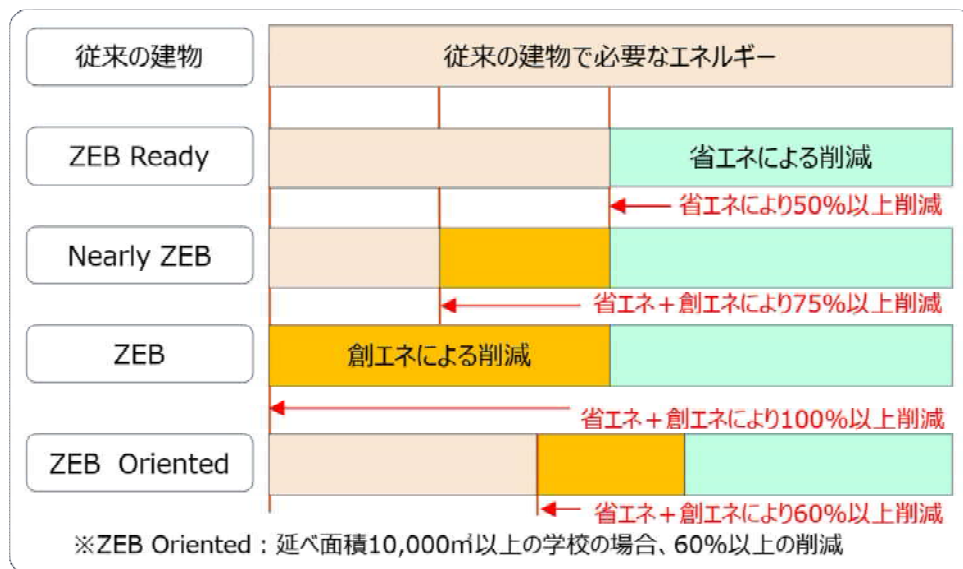 従来の建物
従来の建物で必要なエネルギー
ZEB Ready
省エネによる削減
省エネにより50%以上削減
Nearly ZEB
省エネ+創エネにより75%以上削減
ZEB
創エネによる削減
省エネ+創エネにより100%以上削減
ZEB Oriented
省エネ+創エネにより60%以上削減
※ZEB Oriented：延べ面積10,000㎡以上の学校の場合、60%以上の削減